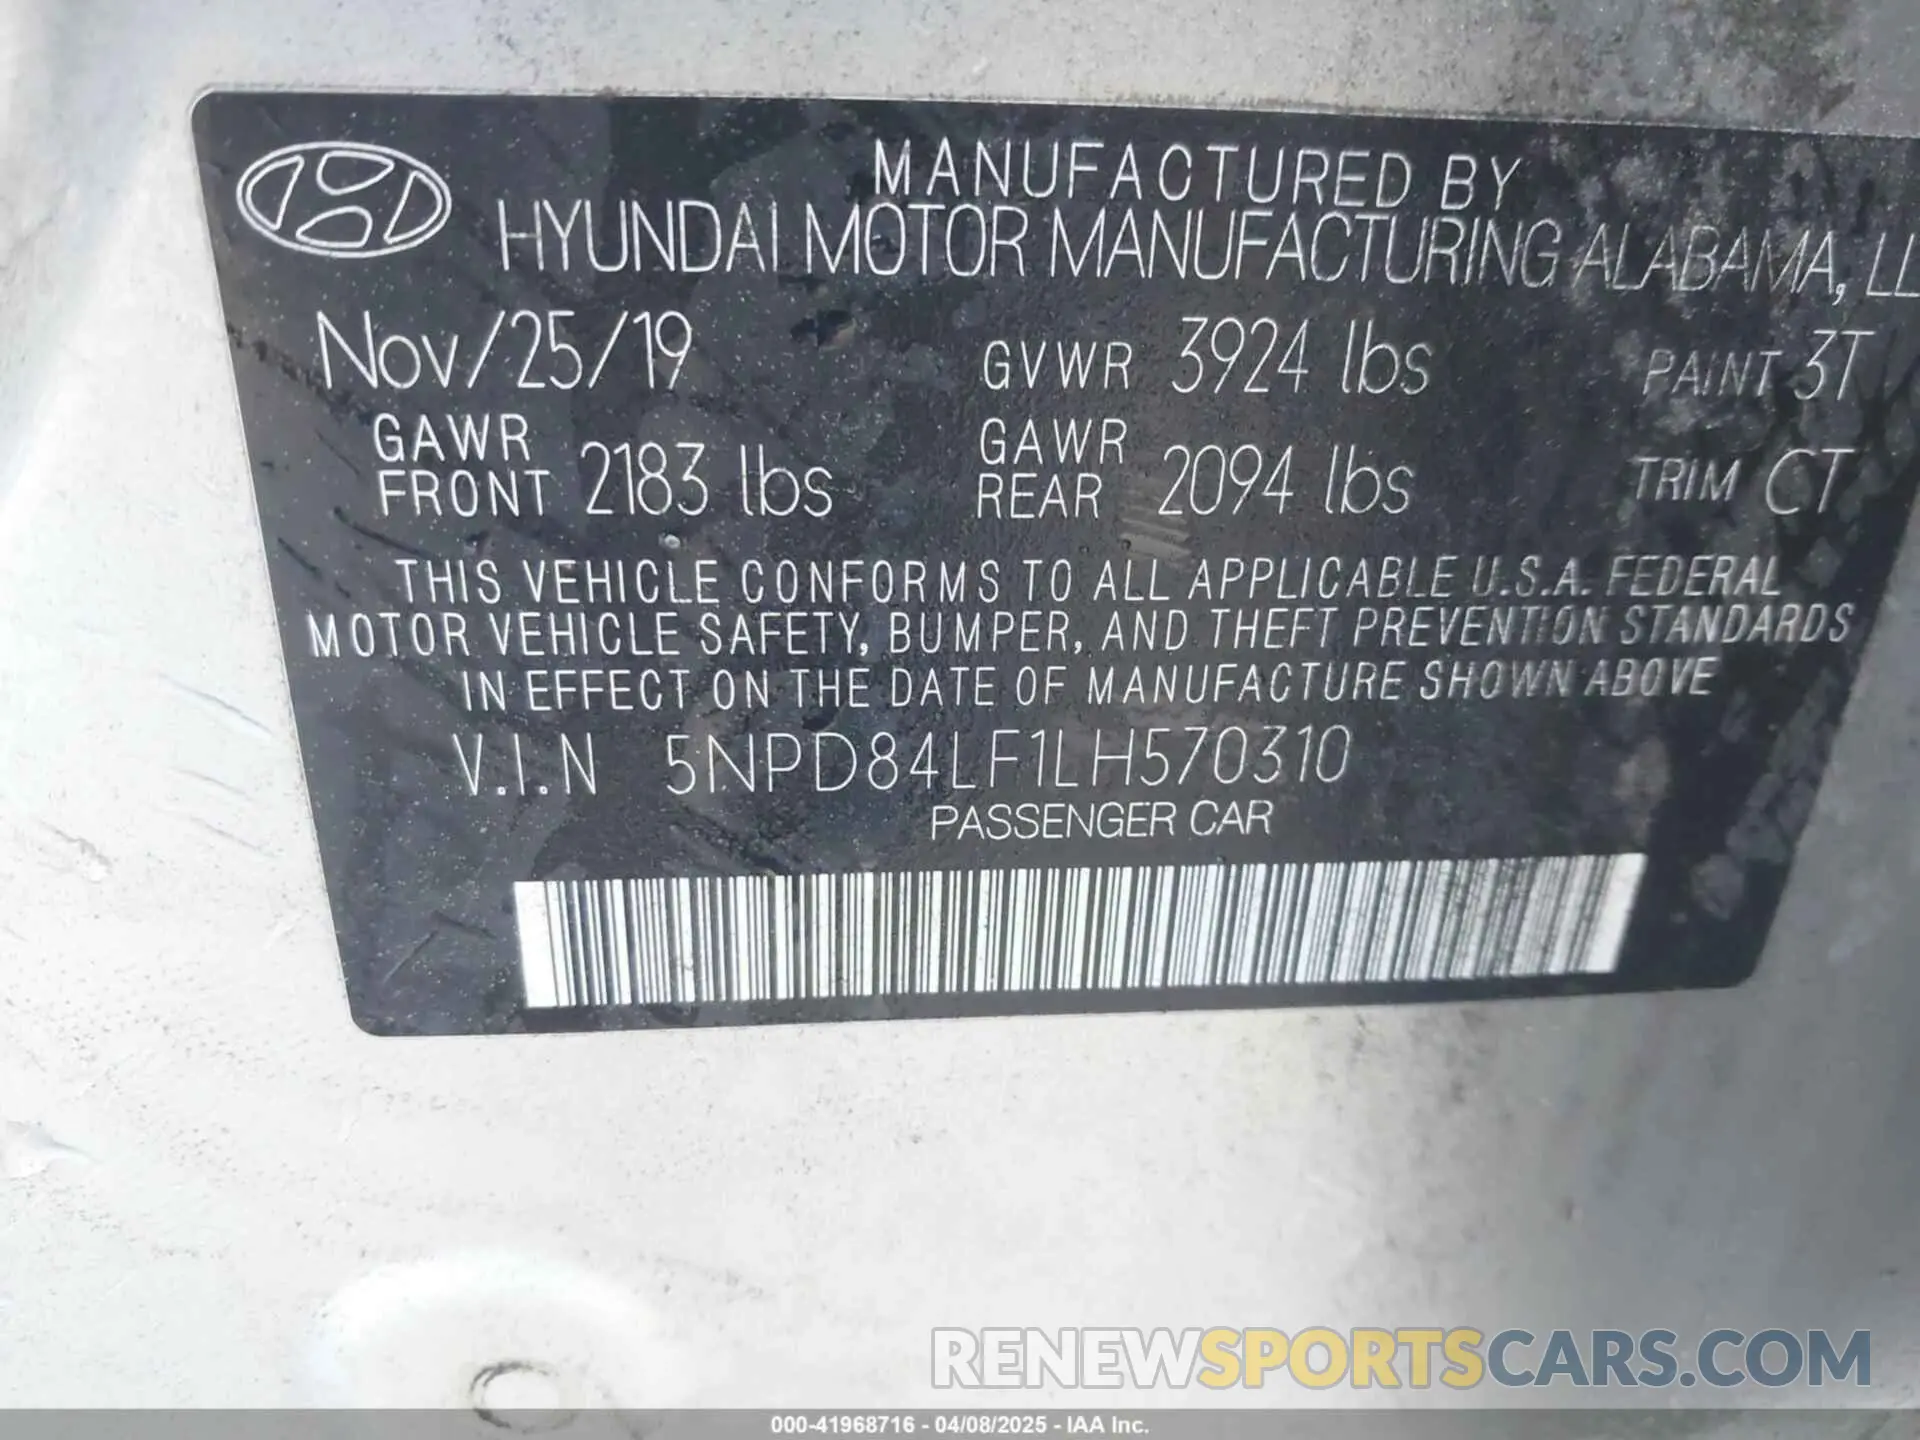 MANUFACTURED BY
HYUNDAI MOTOR MANUFACTURING ALABAMA, LL
Nov/25/19 GVWR 3924 lbs PAINT 3T
GAWR FRONT 2183 lbs GAWR REAR 2094 lbs TRIM CT
THIS VEHICLE CONFORMS TO ALL APPLICABLE U.S.A. FEDERAL
MOTOR VEHICLE SAFETY, BUMPER, AND THEFT PREVENTION STANDARDS
IN EFFECT ON THE DATE OF MANUFACTURE SHOWN ABOVE
V.I.N 5NPD84LF1LH570310
PASSENGER CAR
RENEWSPORTSCARS.COM
000-41968716 - 04/08/2025 - IAA Inc.